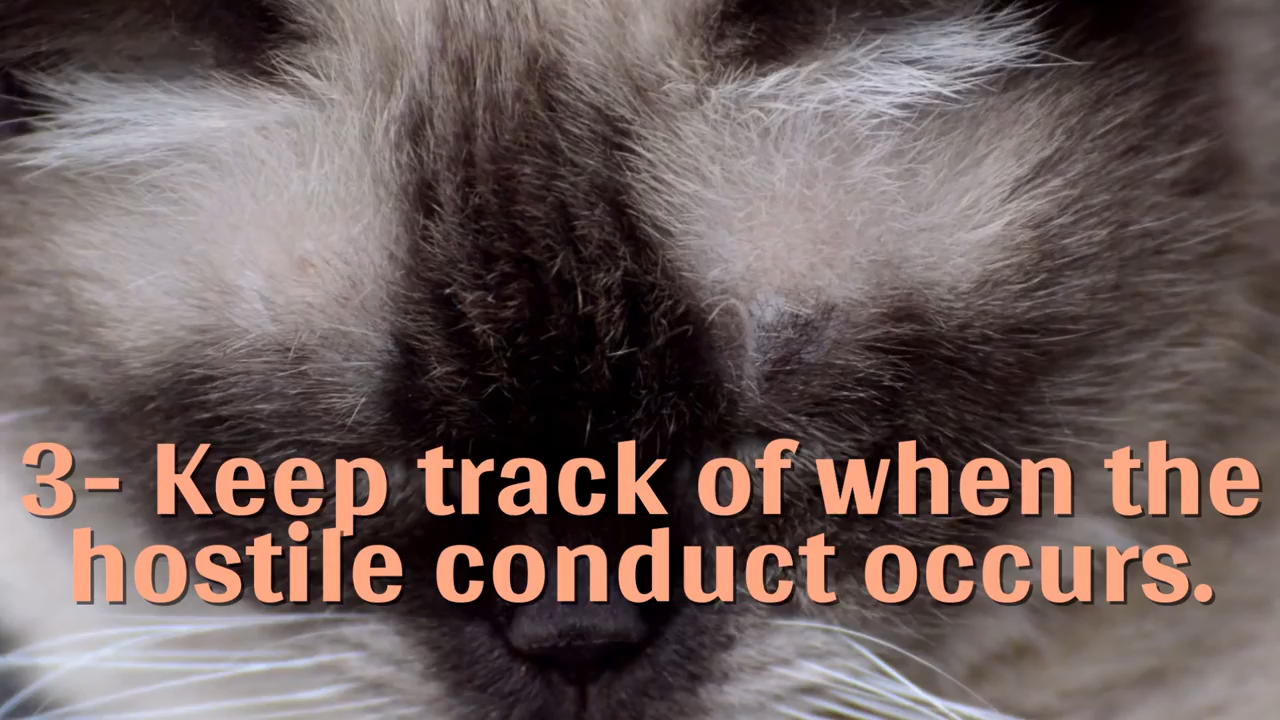 3- Keep track of when the
hostile conduct occurs.